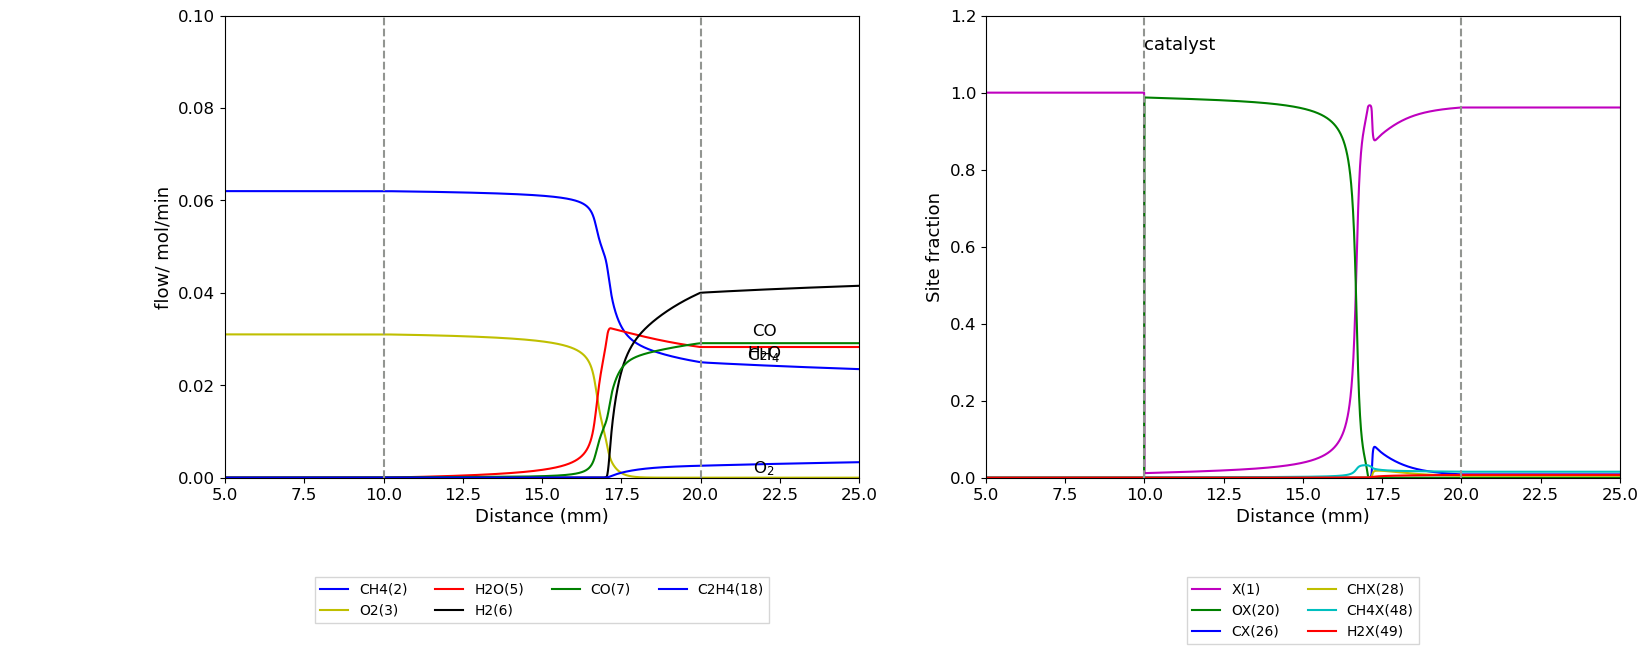 0.10
0.08
0.06
0.04
0.02
0.00
flow/ mol/min
5.0 7.5 10.0 12.5 15.0 17.5 20.0 22.5 25.0
Distance (mm)
CO
H₂O
CH₄
O₂
CH4(2) H2O(5) CO(7) C2H4(18)
O2(3) H2(6)
1.2
1.0
0.8
0.6
0.4
0.2
0.0
Site fraction
catalyst
5.0 7.5 10.0 12.5 15.0 17.5 20.0 22.5 25.0
Distance (mm)
X(1) CHX(28)
OX(20) CH4X(48)
CX(26) H2X(49)